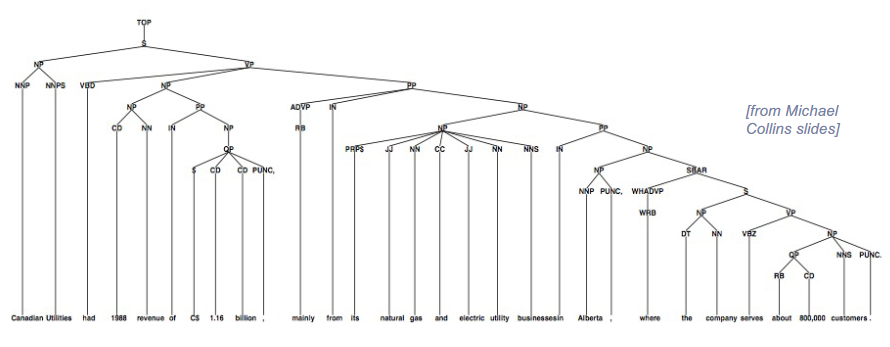 TOP
S
NP VP
NNP NNPS VBD NP PP
NP PP ADVP IN NP
CD NN IN NP RB NP PP
QP PRP$ JJ NN CC JJ NN NNS IN NP
$ CD CD PUNC, NP SBAR
NNP PUNC, WHADVP S
WRB NP VP
DT NN VBZ NP
QP NNS PUNC.
RB CD
Canadian Utilities had 1988 revenue of C$ 1.16 billion , mainly from its natural gas and electric utility businesses in Alberta , where the company serves about 800,000 customers .
[from Michael
Collins slides]